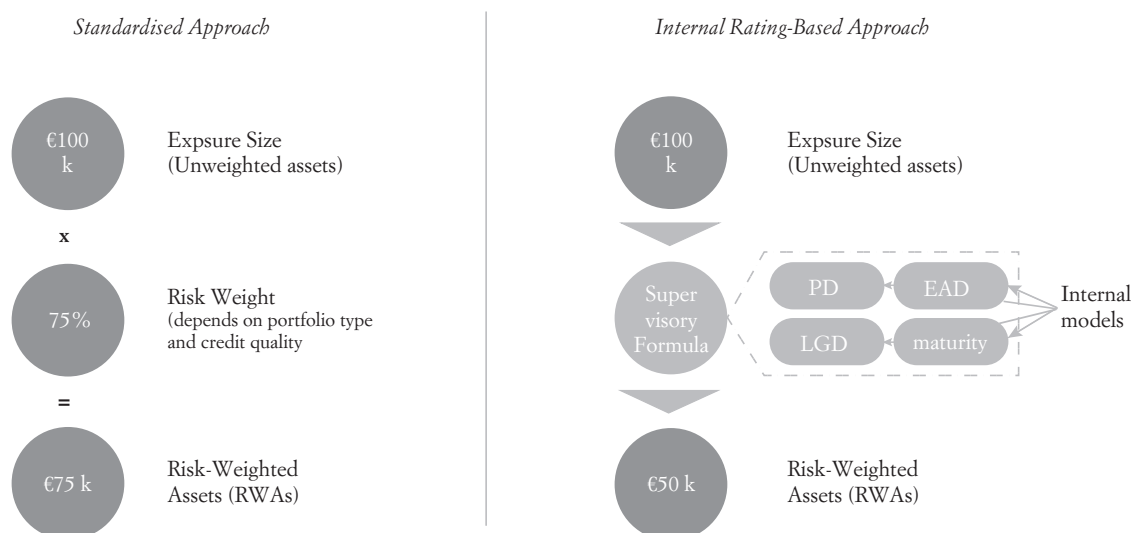 Standardised Approach
€100
k
Expsure Size
(Unweighted assets)
x
75%
Risk Weight
(depends on portfolio type
and credit quality
=
€75 k
Risk-Weighted
Assets (RWAs)
Internal Rating-Based Approach
€100
k
Expsure Size
(Unweighted assets)
Super
visory
Formula
PD
EAD
LGD
maturity
Internal
models
€50 k
Risk-Weighted
Assets (RWAs)